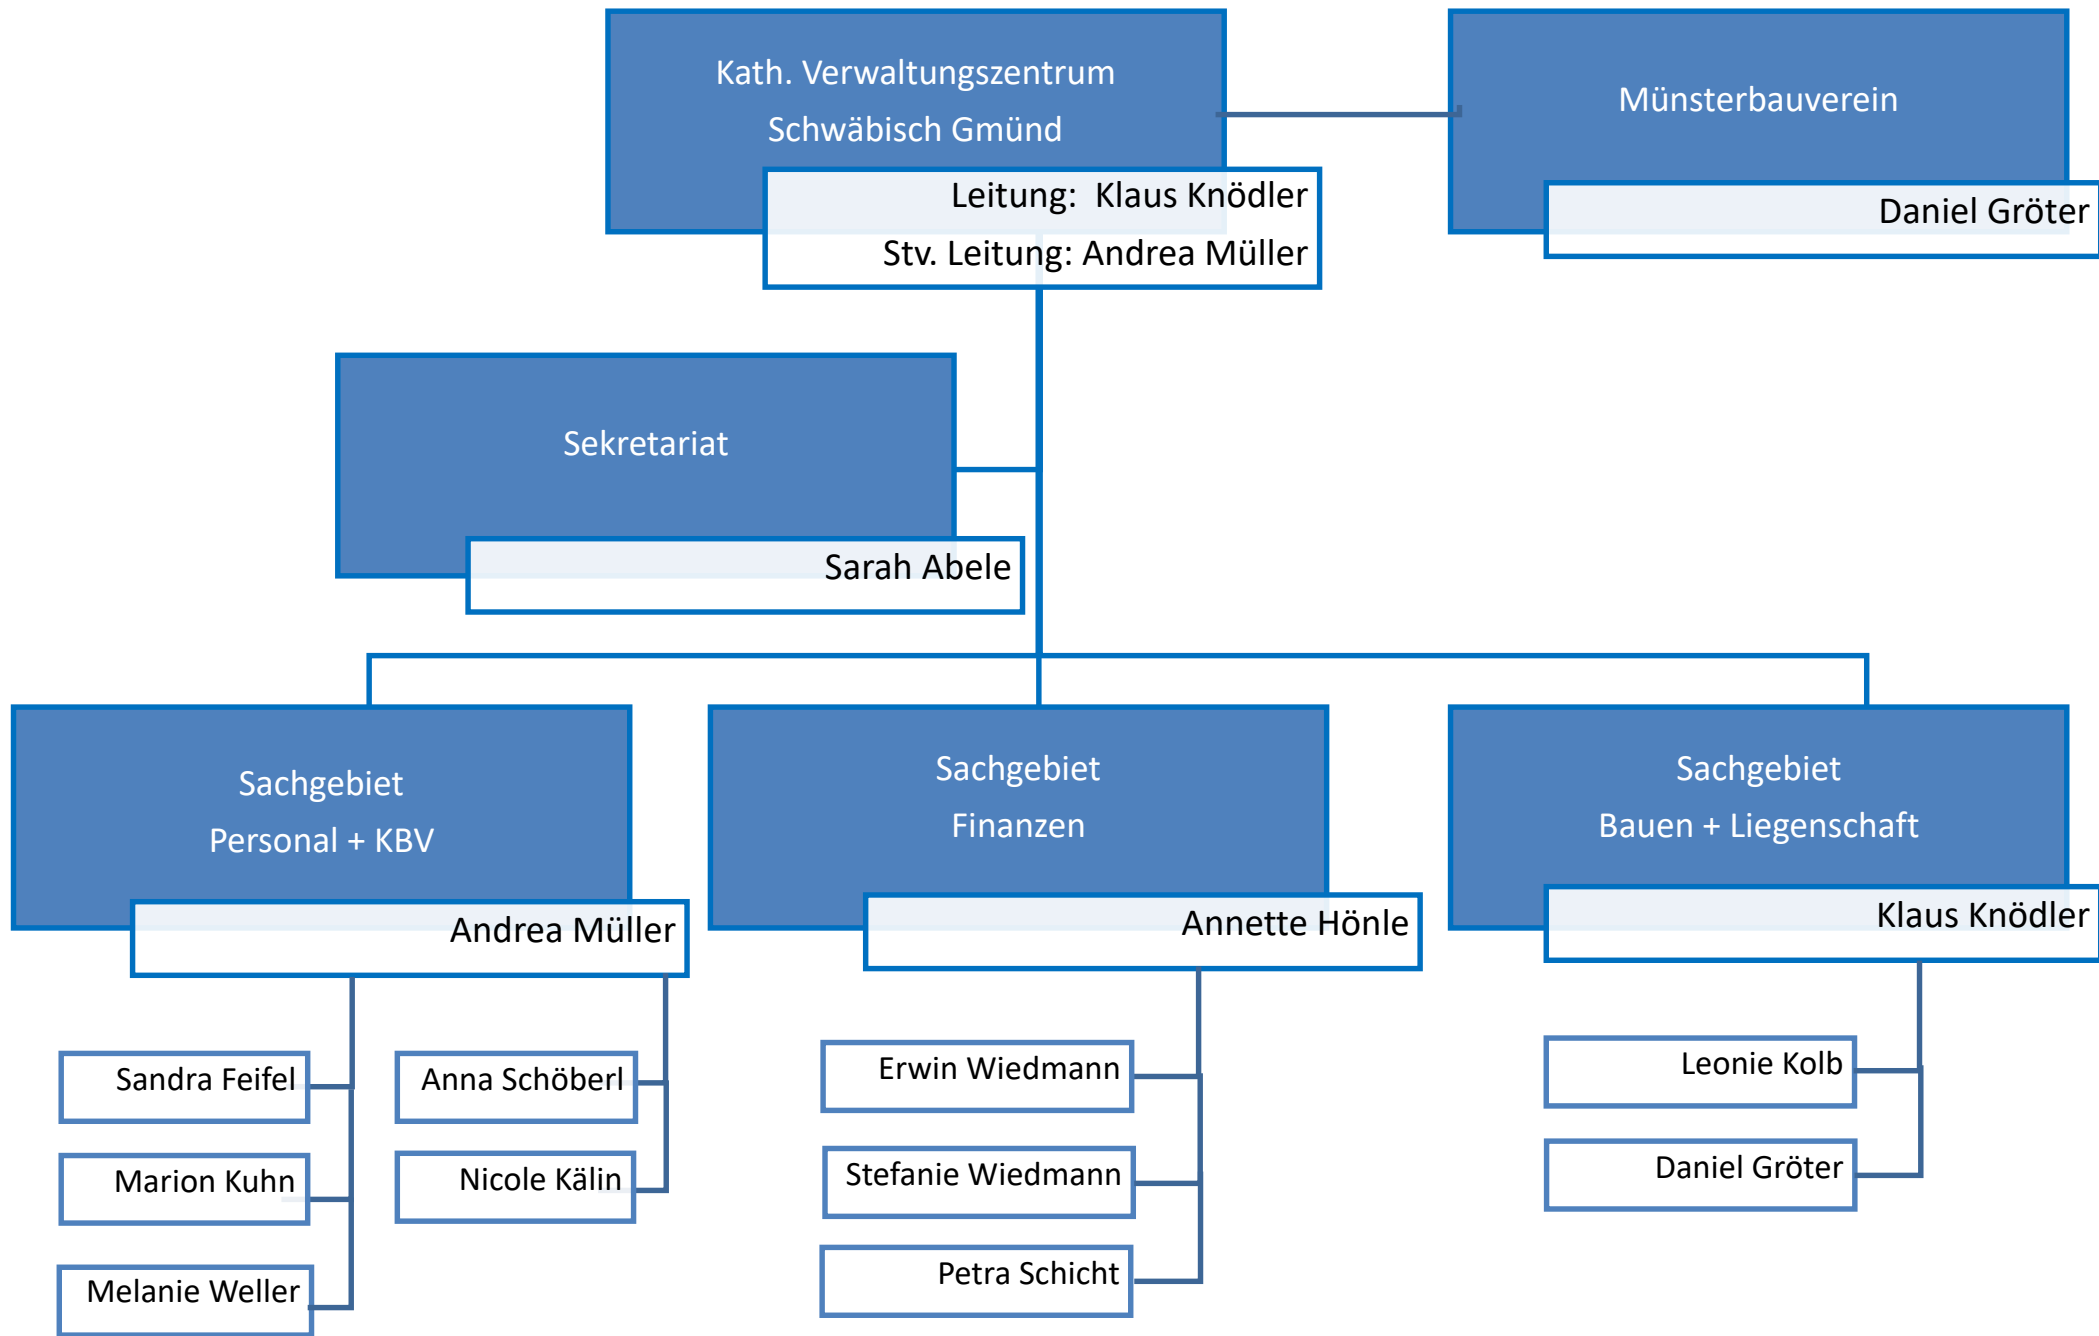 Kath. Verwaltungszentrum
Schwäbisch Gmünd
Leitung:  Klaus Knödler
Stv. Leitung: Andrea Müller
Münsterbauverein
Daniel Gröter
Sekretariat
Sarah Abele
Sachgebiet
Personal + KBV
Andrea Müller
Sandra Feifel
Marion Kuhn
Melanie Weller
Anna Schöberl
Nicole Kälin
Sachgebiet
Finanzen
Annette Hönle
Erwin Wiedmann
Stefanie Wiedmann
Petra Schicht
Sachgebiet
Bauen + Liegenschaft
Klaus Knödler
Leonie Kolb
Daniel Gröter